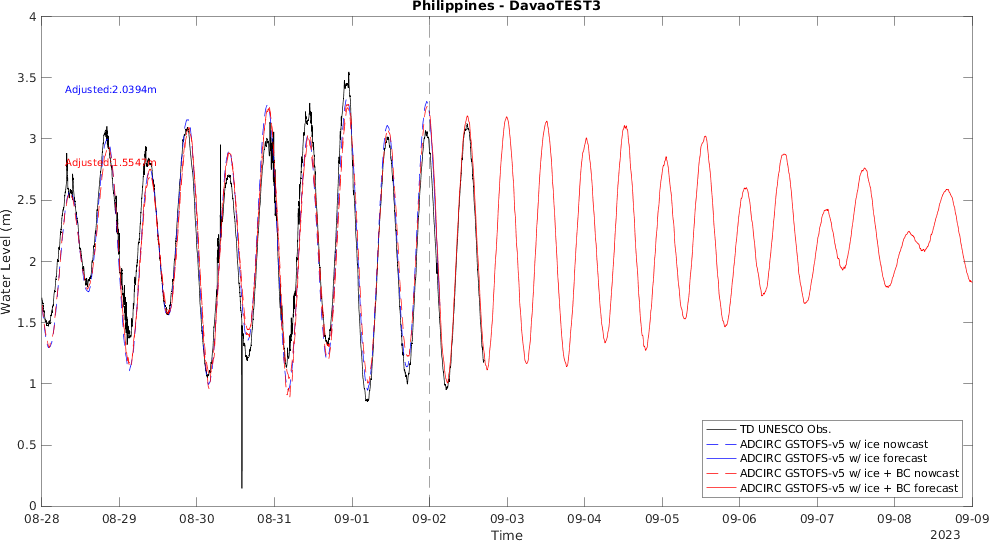 Philippines - DavaoTEST3
4
3.5
3
2.5
2
1.5
1
0.5
0
Water Level (m)
Adjusted:2.0394m
Adjusted:1.5547m
TD UNESCO Obs.
ADCIRC GSTOFS-v5 w/ ice nowcast
ADCIRC GSTOFS-v5 w/ ice forecast
ADCIRC GSTOFS-v5 w/ ice + BC nowcast
ADCIRC GSTOFS-v5 w/ ice + BC forecast
08-28 08-29 08-30 08-31 09-01 09-02 09-03 09-04 09-05 09-06 09-07 09-08 09-09
Time
2023